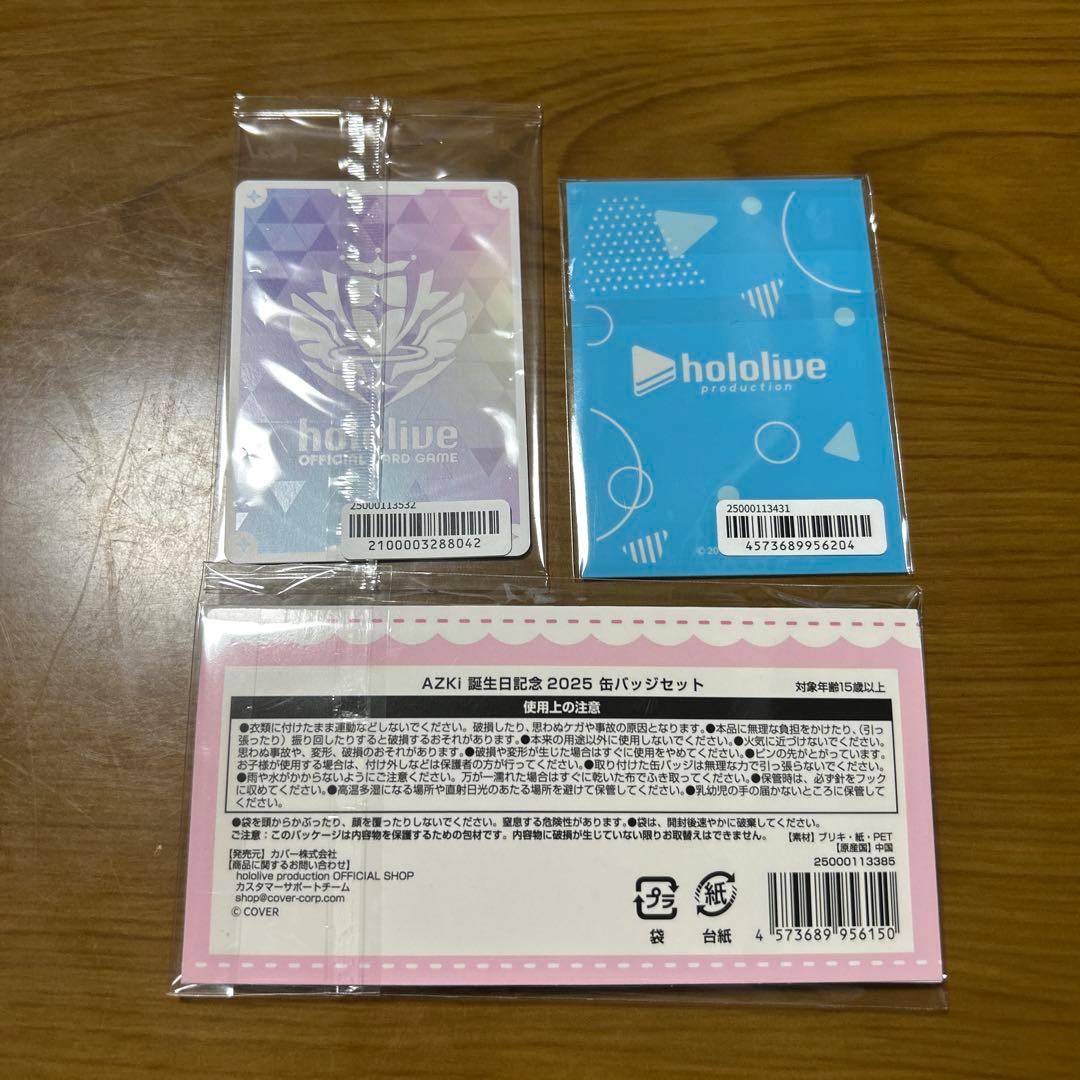 hololive
OFFICIAL CARD GAME
25000113532
2100003288042
hololive
production
25000113431
4573689956204
© 20
AZKi 誕生日記念 2025 缶バッジセット
対象年齢15歳以上
使用上の注意
●衣類に付けたまま運動などしないでください。破損したり、思わぬケガや事故の原因となります。●本品に無理な負担をかけたり、(引っ
張ったり) 振り回したりすると破損するおそれがあります。●本来の用途以外に使用しないでください。●火気に近づけないでください。
思わぬ事故や、変形、破損のおそれがあります。●破損や変形が生じた場合はすぐに使用をやめてください。●ピンの先がとがっています。
お子様が使用する場合は、付け外しなどは保護者の方が行ってください。●取り付けた缶バッジは無理な力で引っ張らないでください。
●雨や水がかからないようにご注意ください。万が一濡れた場合はすぐに乾いた布でふき取ってください。●保管時は、必ず針をフック
に収めてください。●高温多湿になる場所や直射日光のあたる場所を避けて保管してください。●乳幼児の手の届かないところに保管して
ください。
●袋を頭からかぶったり、顔を覆ったりしないでください。窒息する危険性があります。●袋は、開封後速やかに破棄してください。
ご注意：このパッケージは内容物を保護するための包材です。内容物に破損が生じていない限りお取替えはできません。
【素材】ブリキ・紙・PET
【原産国】中国
25000113385
【発売元】カバー株式会社
【商品に関するお問い合わせ】
hololive production OFFICIAL SHOP
カスタマーサポートチーム
shop@cover-corp.com
© COVER
プラ
袋
紙
台紙
4 573689 956150